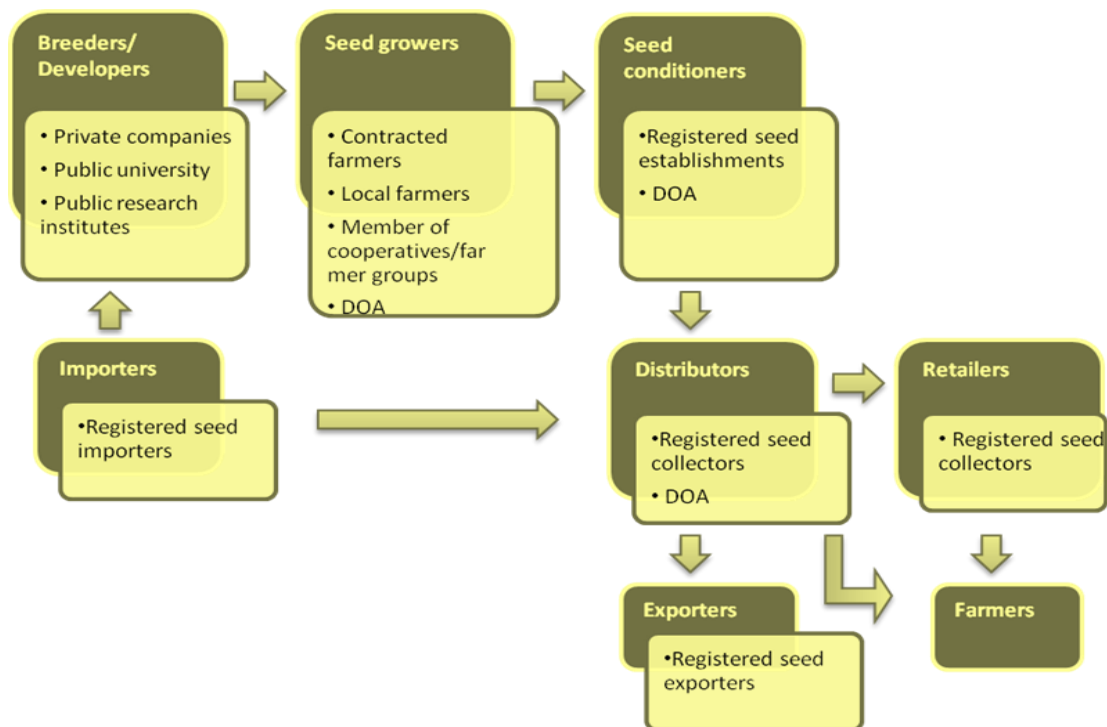 Breeders/
Developers
• Private companies
• Public university
• Public research
institutes
Seed growers
• Contracted
farmers
• Local farmers
• Member of
cooperatives/far
mer groups
• DOA
Seed
conditioners
•Registered seed
establishments
• DOA
Importers
•Registered seed
importers
Distributors
•Registered seed
collectors
• DOA
Retailers
• Registered seed
collectors
Exporters
•Registered seed
exporters
Farmers